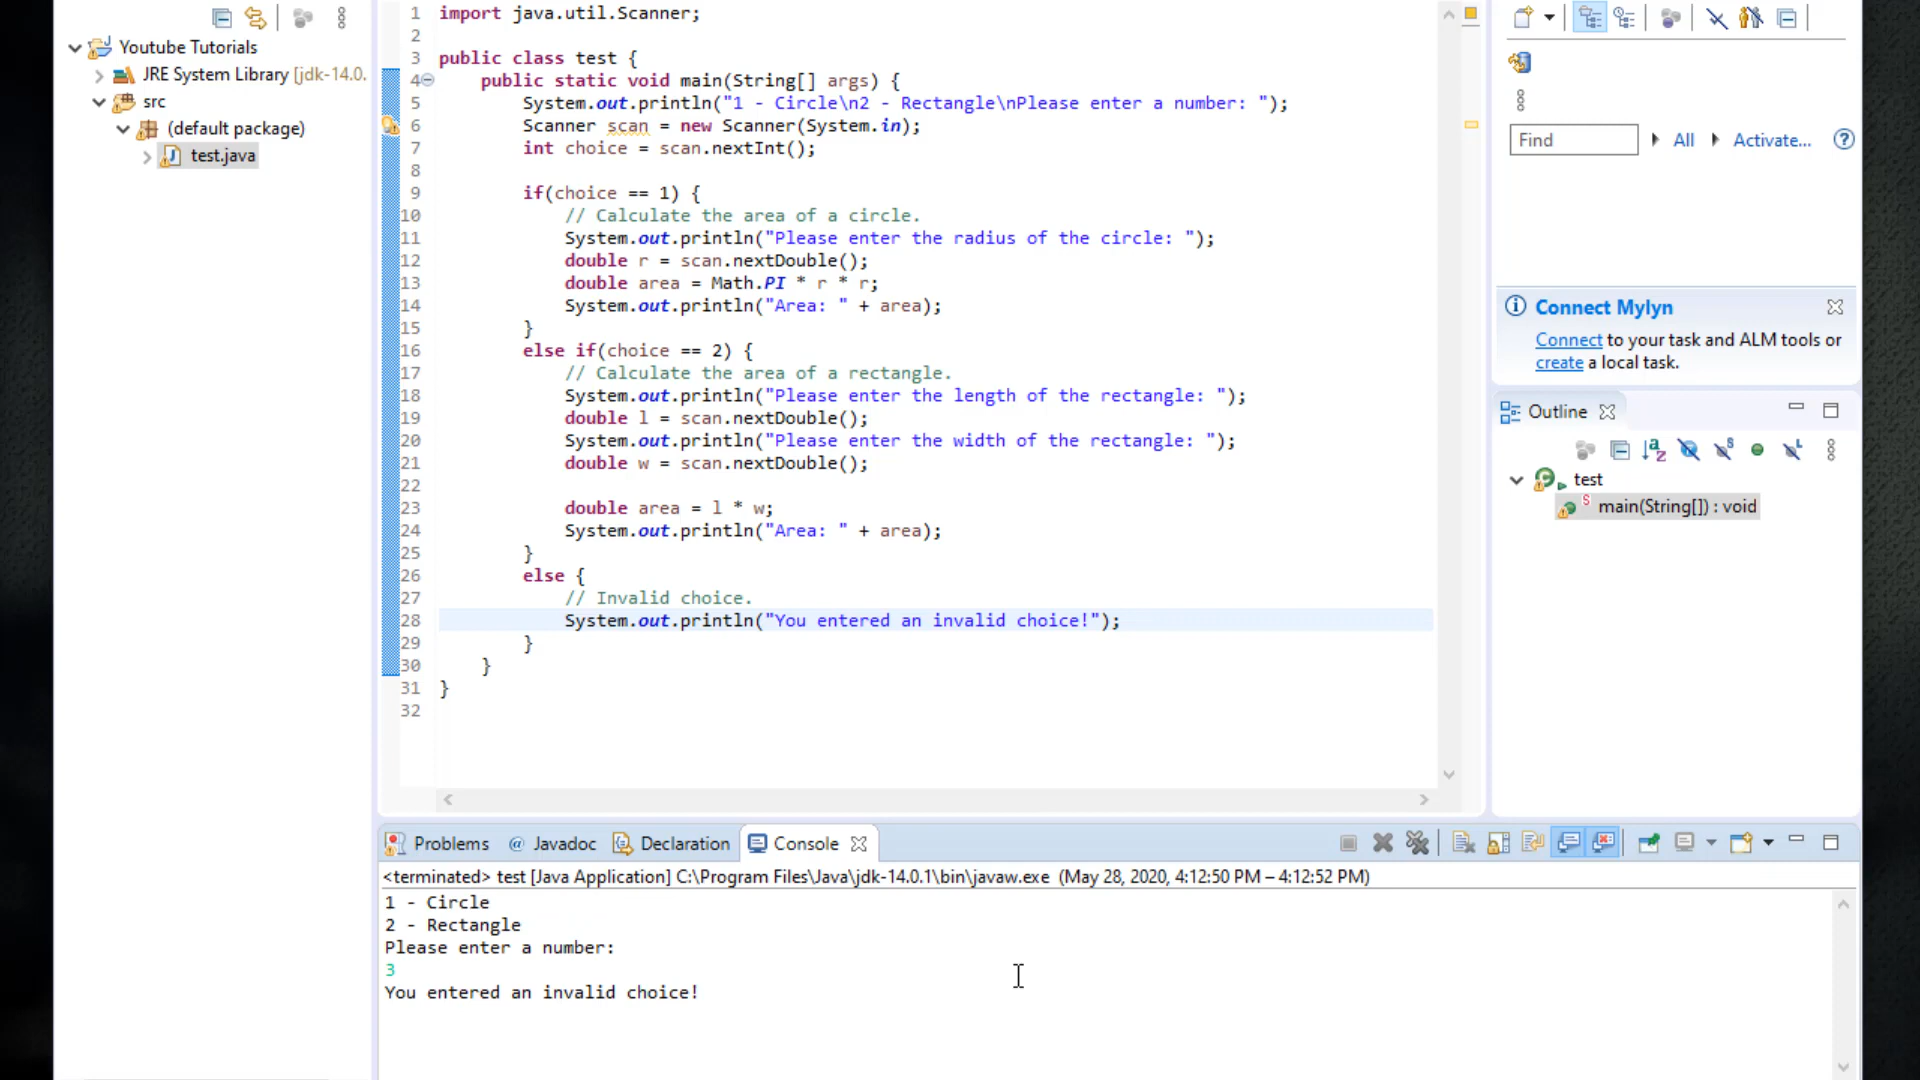 Youtube Tutorials
JRE System Library [jdk-14.0.
src
(default package)
test.java
1 import java.util.Scanner;
2
3 public class test {
4 public static void main(String[] args) {
5 System.out.println("1 - Circle\n2 - Rectangle\nPlease enter a number: ");
6 Scanner scan = new Scanner(System.in);
7 int choice = scan.nextInt();
8
9 if(choice == 1) {
10 // Calculate the area of a circle.
11 System.out.println("Please enter the radius of the circle: ");
12 double r = scan.nextDouble();
13 double area = Math.PI * r * r;
14 System.out.println("Area: " + area);
15 }
16 else if(choice == 2) {
17 // Calculate the area of a rectangle.
18 System.out.println("Please enter the length of the rectangle: ");
19 double l = scan.nextDouble();
20 System.out.println("Please enter the width of the rectangle: ");
21 double w = scan.nextDouble();
22
23 double area = l * w;
24 System.out.println("Area: " + area);
25 }
26 else {
27 // Invalid choice.
28 System.out.println("You entered an invalid choice!");
29 }
30 }
31 }
32
Find All Activate...
Connect Mylyn
Connect to your task and ALM tools or
create a local task.
Outline
test
main(String[]) : void
Problems @ Javadoc Declaration Console
<terminated> test [Java Application] C:\Program Files\Java\jdk-14.0.1\bin\javaw.exe (May 28, 2020, 4:12:50 PM – 4:12:52 PM)
1 - Circle
2 - Rectangle
Please enter a number:
3
You entered an invalid choice!